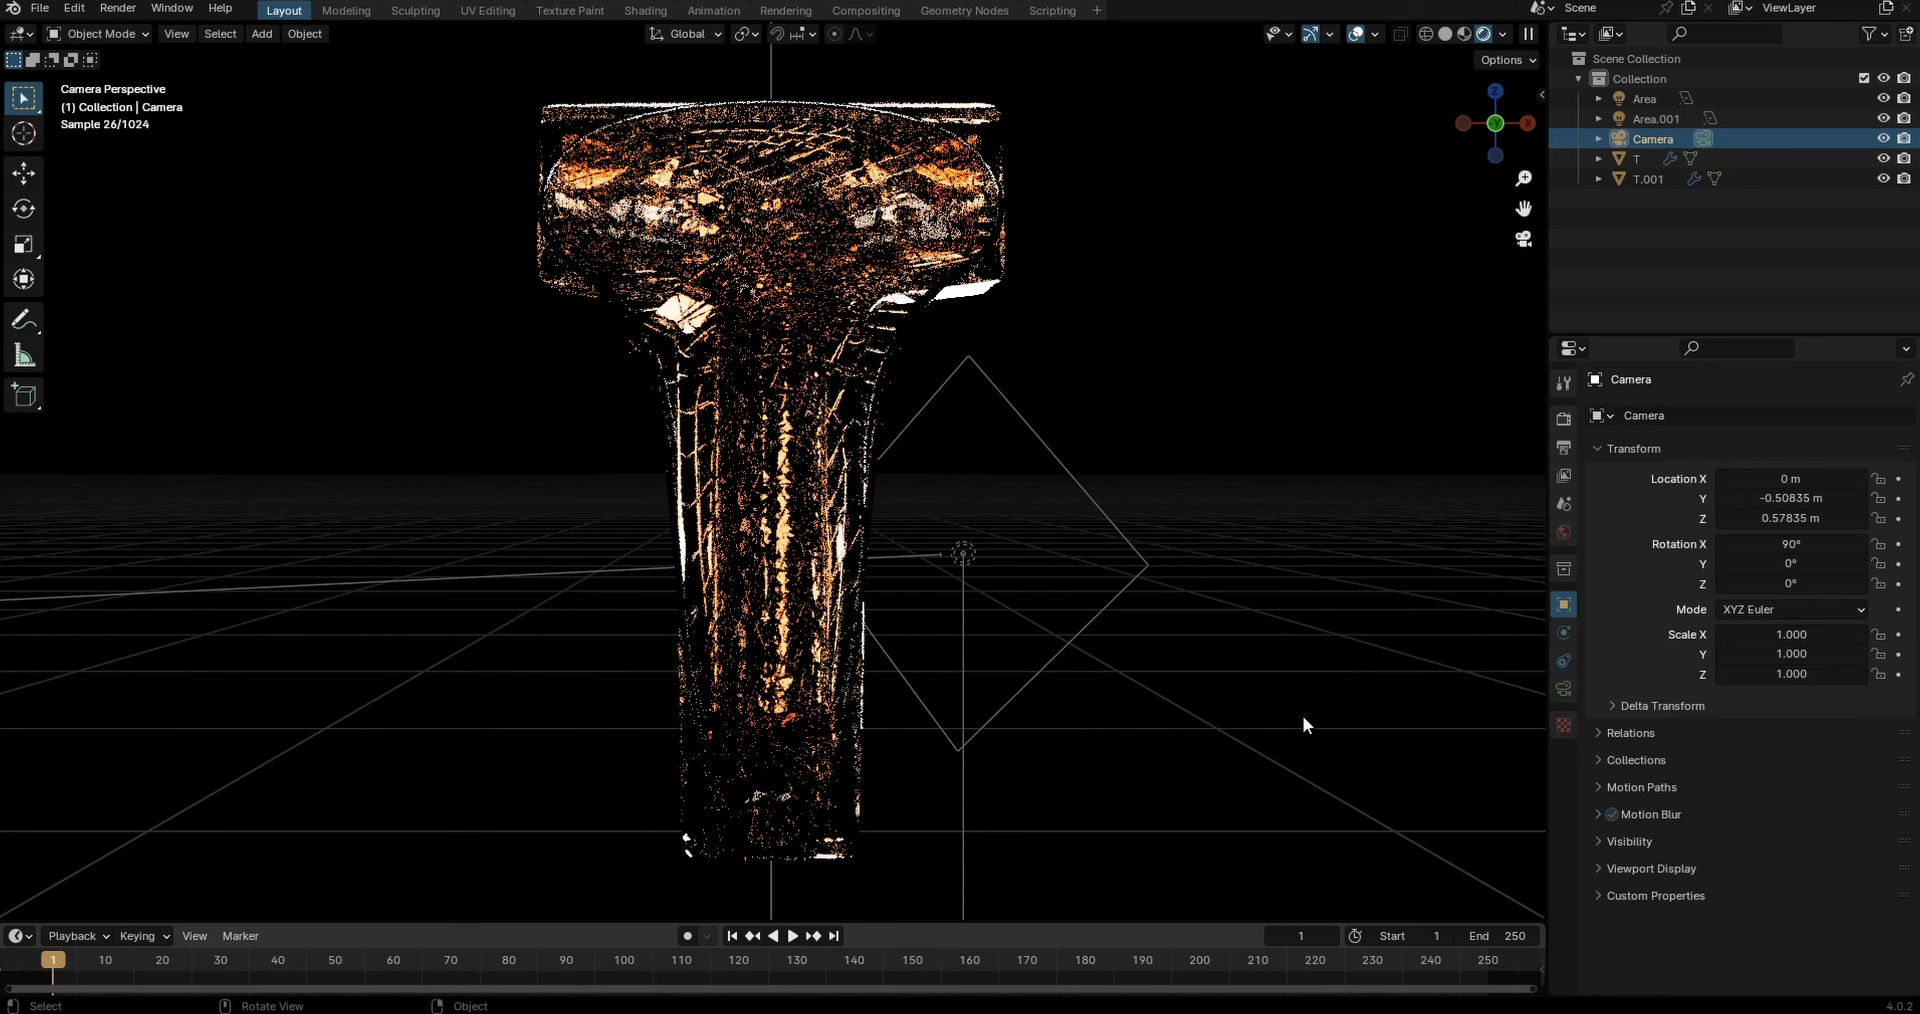 File Edit Render Window Help Layout Modeling Sculpting UV Editing Texture Paint Shading Animation Rendering Compositing Geometry Nodes Scripting + Scene ViewLayer
Object Mode View Select Add Object Global
Options
Camera Perspective
(1) Collection | Camera
Sample 26/1024
Z
Y
X
Scene Collection
Collection
Area
Area.001
Camera
T
T.001
Camera
Camera
Transform
Location X 0 m
Y -0.50835 m
Z 0.57835 m
Rotation X 90°
Y 0°
Z 0°
Mode XYZ Euler
Scale X 1.000
Y 1.000
Z 1.000
Delta Transform
Relations
Collections
Motion Paths
Motion Blur
Visibility
Viewport Display
Custom Properties
Playback Keying View Marker 1 Start 1 End 250
1 10 20 30 40 50 60 70 80 90 100 110 120 130 140 150 160 170 180 190 200 210 220 230 240 250
Select Rotate View Object 4.0.2